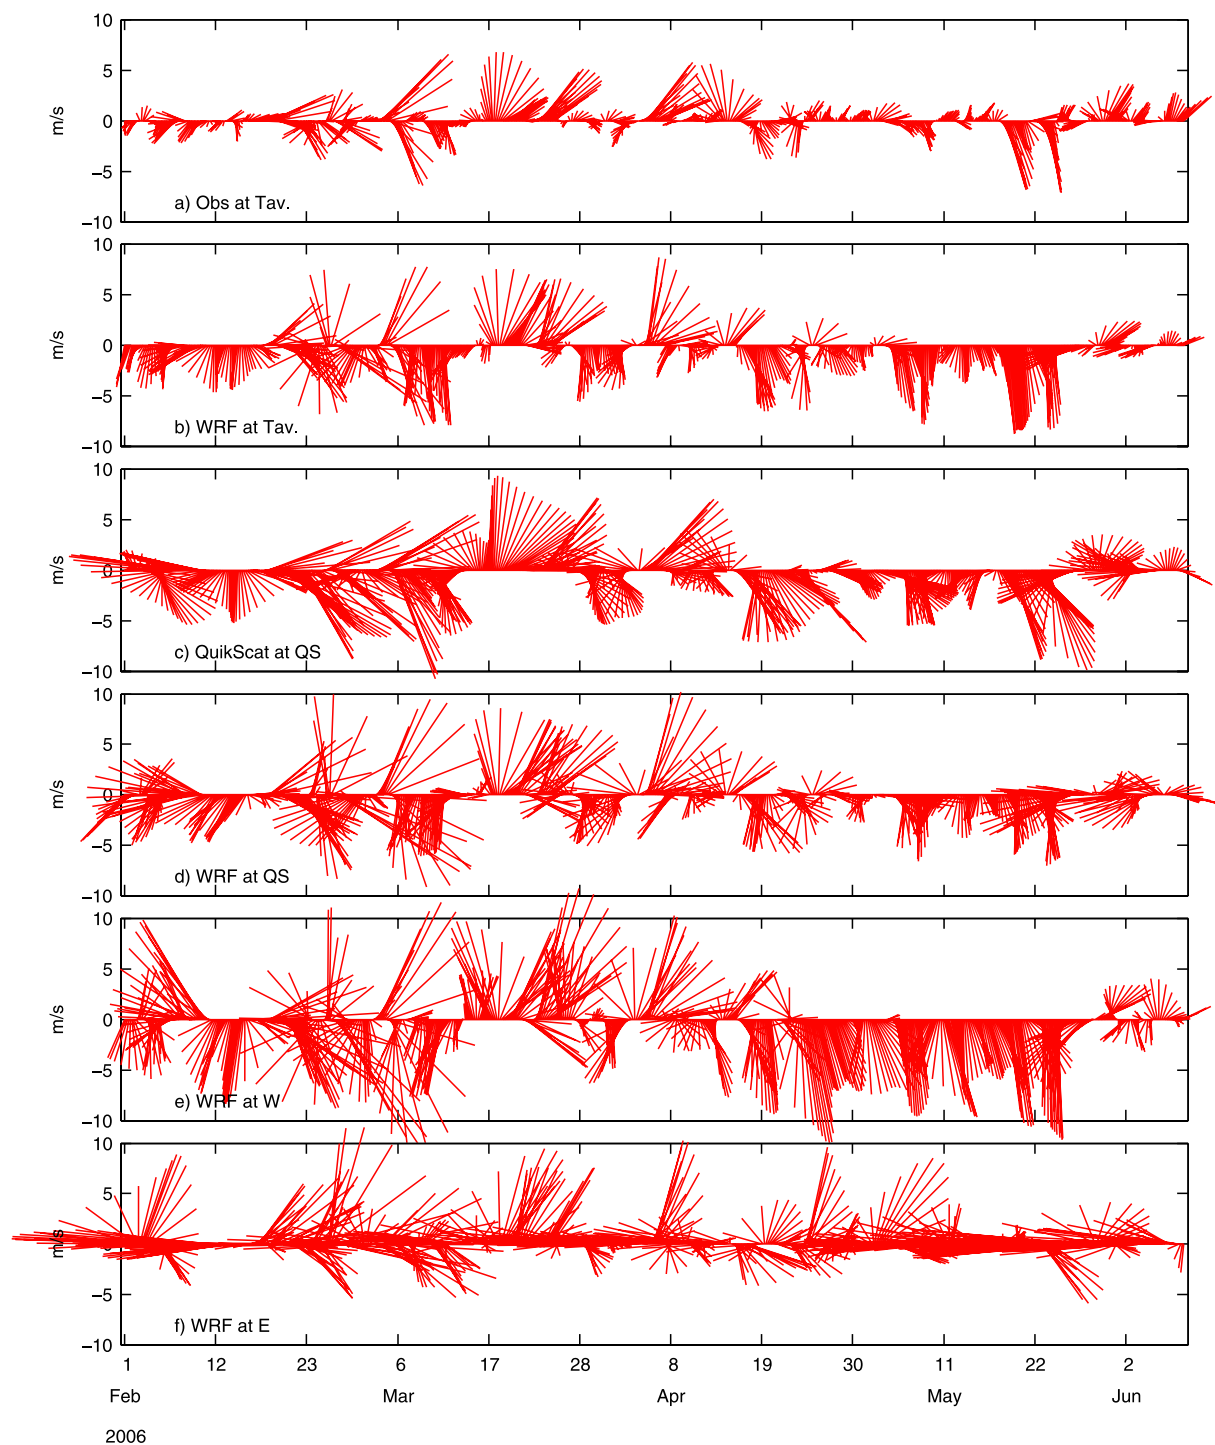 10
5
0
−5
−10
m/s
a) Obs at Tav.
10
5
0
−5
−10
m/s
b) WRF at Tav.
10
5
0
−5
−10
m/s
c) QuikScat at QS
10
5
0
−5
−10
m/s
d) WRF at QS
10
5
0
−5
−10
m/s
e) WRF at W
10
5
0
−5
−10
m/s
f) WRF at E
1 12 23 6 17 28 8 19 30 11 22 2
Feb Mar Apr May Jun
2006